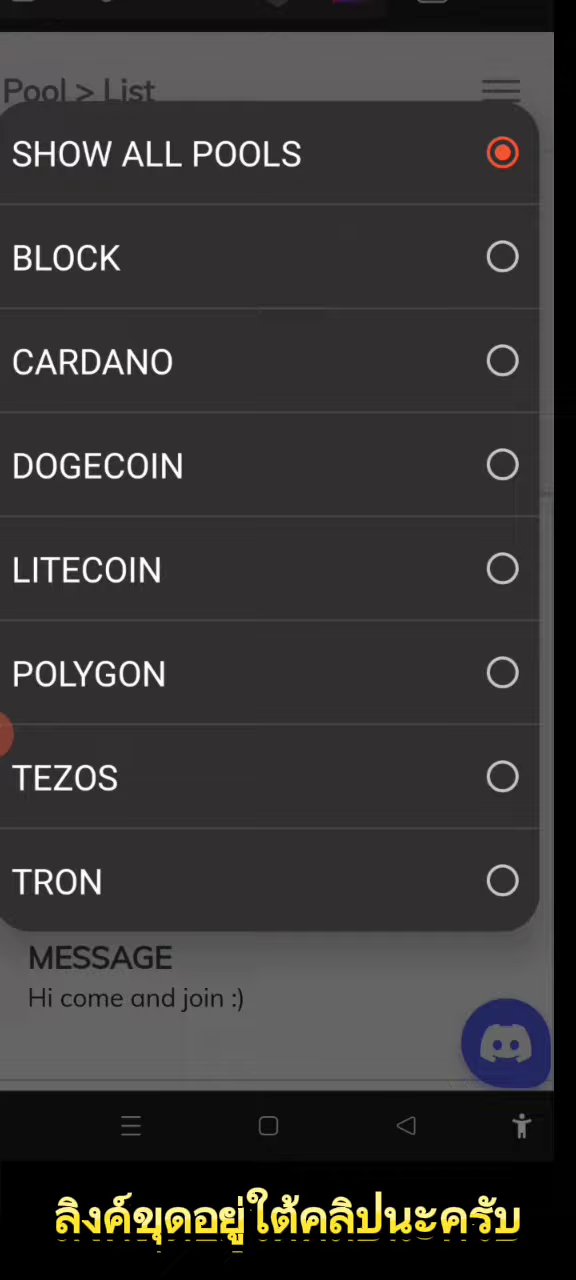 Pool > List
SHOW ALL POOLS
BLOCK
CARDANO
DOGECOIN
LITECOIN
POLYGON
TEZOS
TRON
MESSAGE
Hi come and join :)
ลิงค์ขุดอยู่ใต้คลิปนะครับ